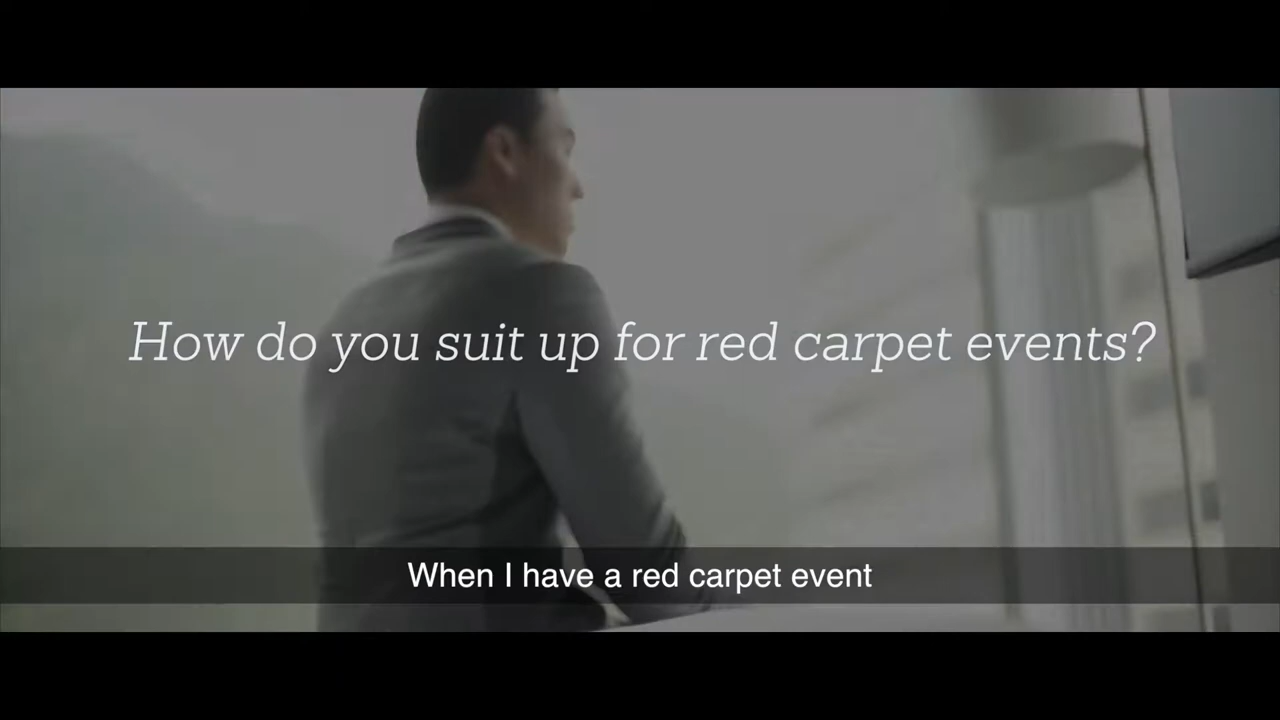 How do you suit up for red carpet events?
When I have a red carpet event